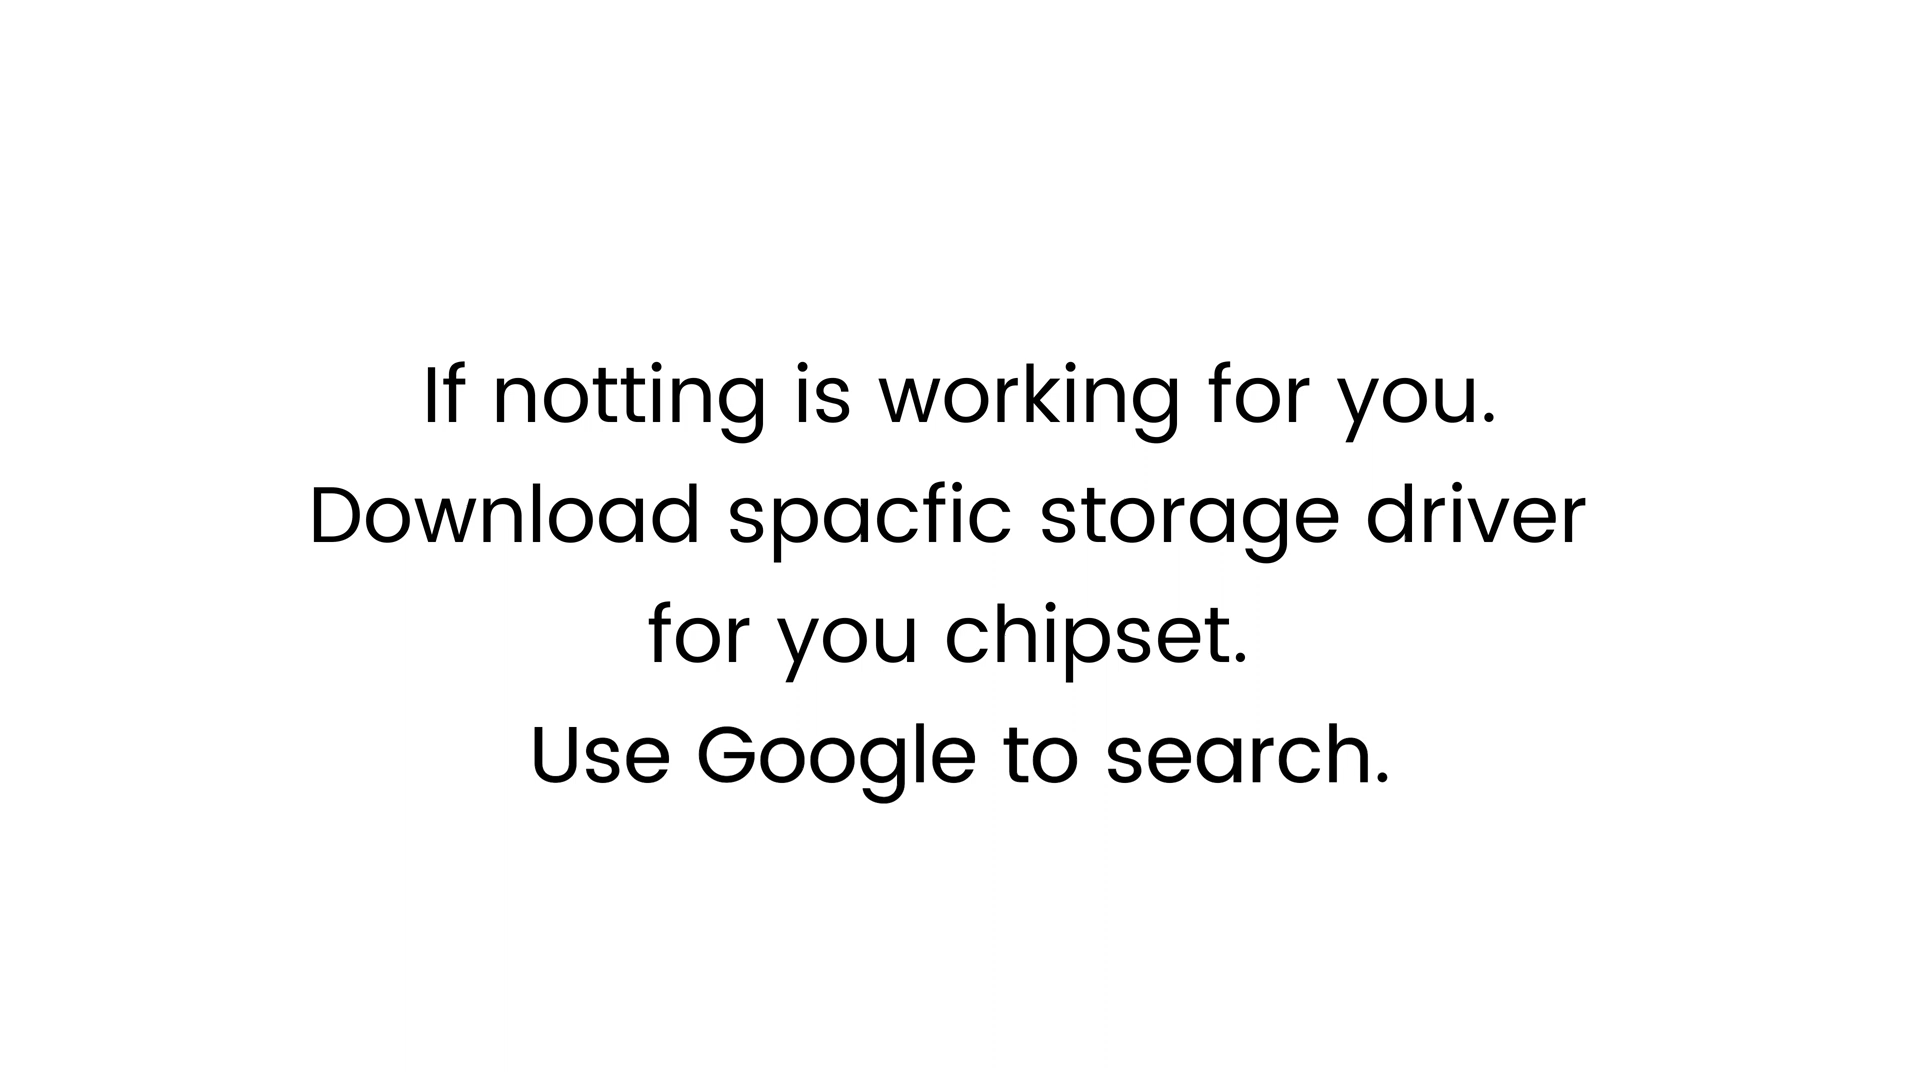 If notting is working for you.
Download spacfic storage driver
for you chipset.
Use Google to search.